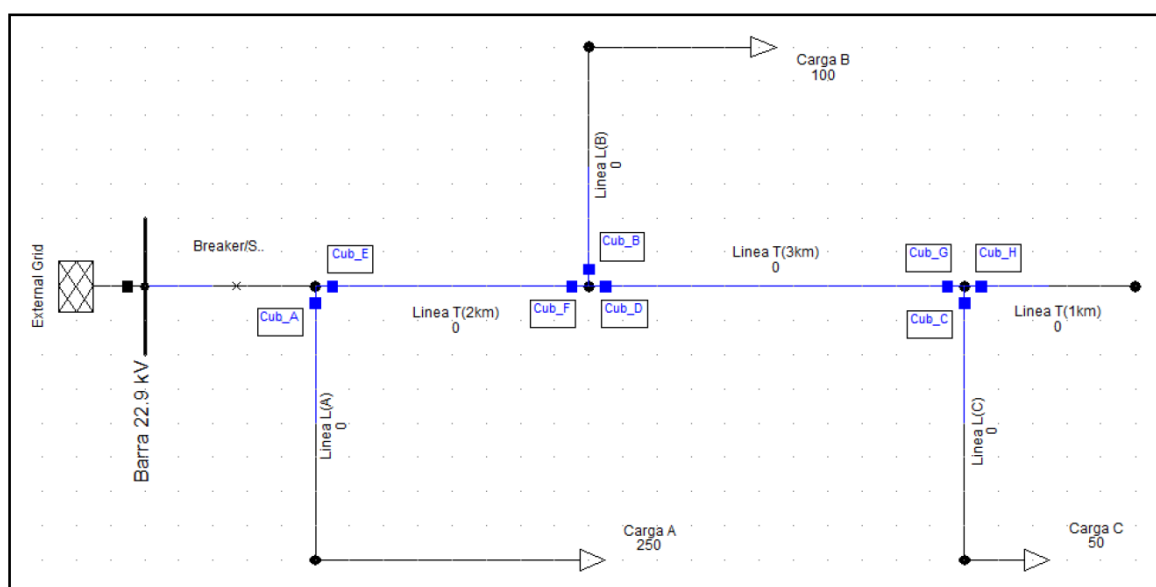 Carga B
100
Linea L(B)
0
External Grid
Barra 22.9 kV
Breaker/S..
Cub_E
Cub_A
Linea T(2km)
0
Cub_F
Cub_B
Cub_D
Linea T(3km)
0
Cub_G
Cub_H
Cub_C
Linea T(1km)
0
Linea L(A)
0
Linea L(C)
0
Carga A
250
Carga C
50